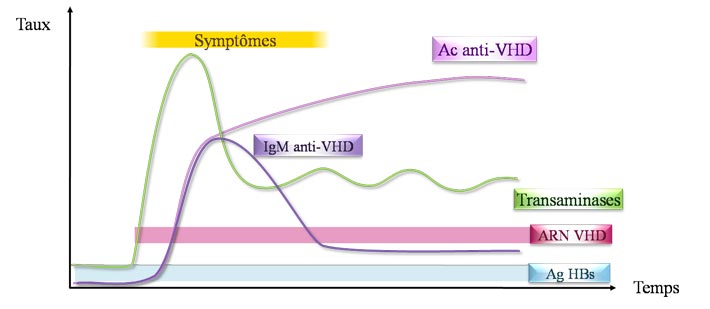 Taux
Symptômes
Ac anti-VHD
IgM anti-VHD
Transaminases
ARN VHD
Ag HBs
Temps